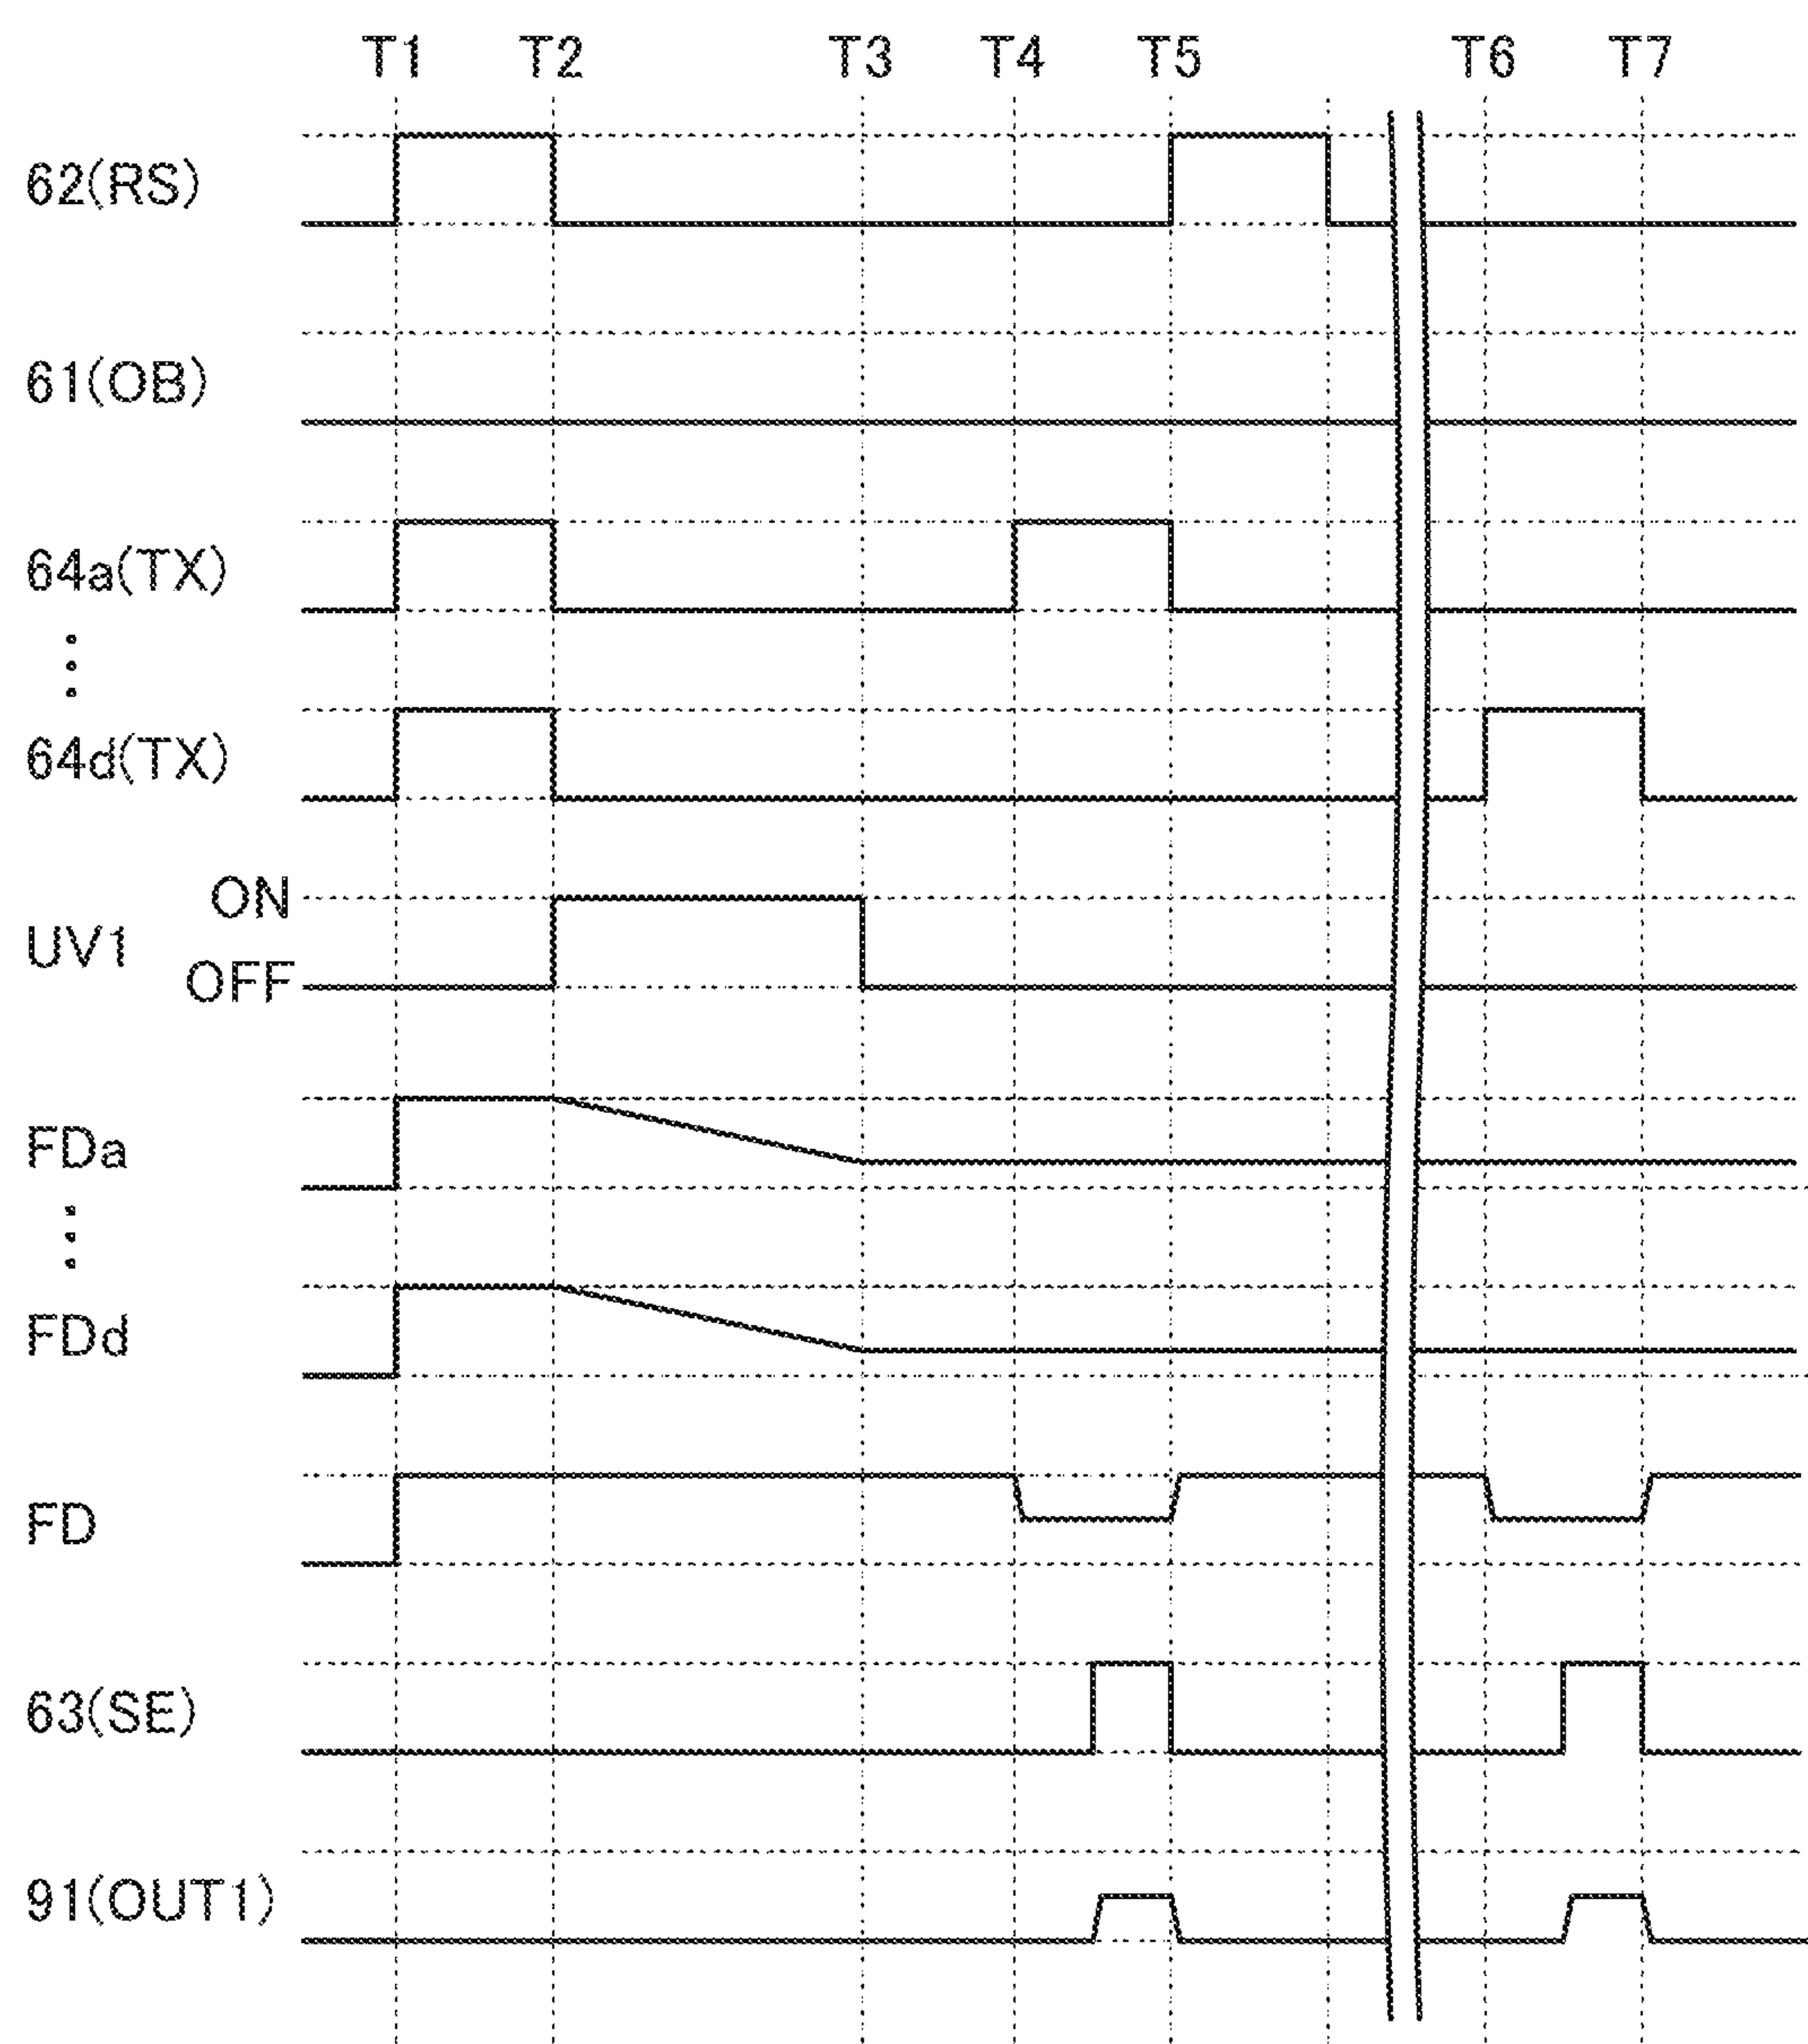 T1 T2 T3 T4 T5 T6 T7
62(RS)
61(OB)
64a(TX)
64d(TX)
ON
UV1
OFF
FDa
FDd
FD
63(SE)
91(OUT1)